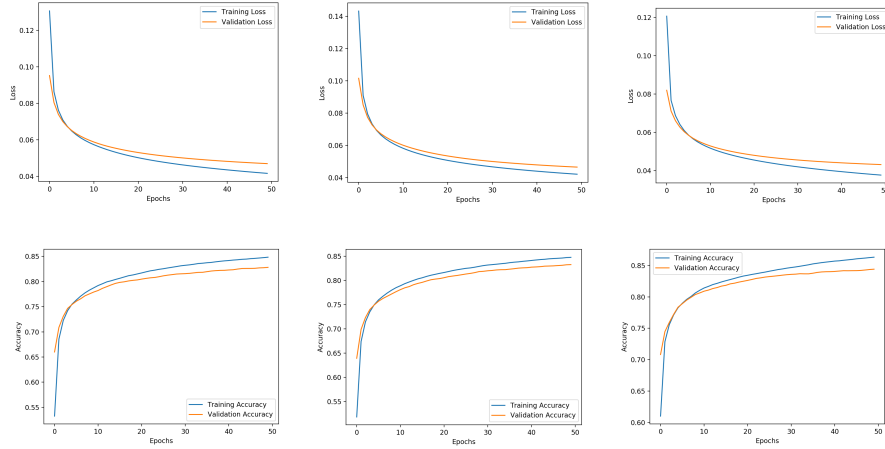 0.12
0.10
0.08
0.06
0.04
Loss
0 10 20 30 40 50
Epochs
Training Loss
Validation Loss
0.14
0.12
0.10
0.08
0.06
0.04
Loss
0 10 20 30 40 50
Epochs
Training Loss
Validation Loss
0.12
0.10
0.08
0.06
0.04
Loss
0 10 20 30 40 50
Epochs
Training Loss
Validation Loss
0.85
0.80
0.75
0.70
0.65
0.60
0.55
Accuracy
0 10 20 30 40 50
Epochs
Training Accuracy
Validation Accuracy
0.85
0.80
0.75
0.70
0.65
0.60
0.55
Accuracy
0 10 20 30 40 50
Epochs
Training Accuracy
Validation Accuracy
0.85
0.80
0.75
0.70
0.65
0.60
Accuracy
0 10 20 30 40 50
Epochs
Training Accuracy
Validation Accuracy